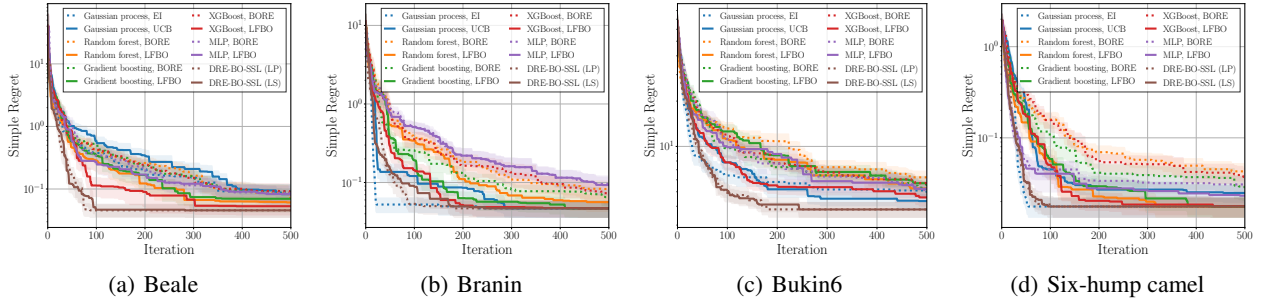 Simple Regret
10^1
10^0
10^-1
Gaussian process, EI
Gaussian process, UCB
Random forest, BORE
Random forest, LFBO
Gradient boosting, BORE
Gradient boosting, LFBO
XGBoost, BORE
XGBoost, LFBO
MLP, BORE
MLP, LFBO
DRE-BO-SSL (LP)
DRE-BO-SSL (LS)
0 100 200 300 400 500
Iteration
(a) Beale
Simple Regret
10^1
10^0
10^-1
Gaussian process, EI
Gaussian process, UCB
Random forest, BORE
Random forest, LFBO
Gradient boosting, BORE
Gradient boosting, LFBO
XGBoost, BORE
XGBoost, LFBO
MLP, BORE
MLP, LFBO
DRE-BO-SSL (LP)
DRE-BO-SSL (LS)
0 100 200 300 400 500
Iteration
(b) Branin
Simple Regret
10^1
Gaussian process, EI
Gaussian process, UCB
Random forest, BORE
Random forest, LFBO
Gradient boosting, BORE
Gradient boosting, LFBO
XGBoost, BORE
XGBoost, LFBO
MLP, BORE
MLP, LFBO
DRE-BO-SSL (LP)
DRE-BO-SSL (LS)
0 100 200 300 400 500
Iteration
(c) Bukin6
Simple Regret
10^0
10^-1
Gaussian process, EI
Gaussian process, UCB
Random forest, BORE
Random forest, LFBO
Gradient boosting, BORE
Gradient boosting, LFBO
XGBoost, BORE
XGBoost, LFBO
MLP, BORE
MLP, LFBO
DRE-BO-SSL (LP)
DRE-BO-SSL (LS)
0 100 200 300 400 500
Iteration
(d) Six-hump camel